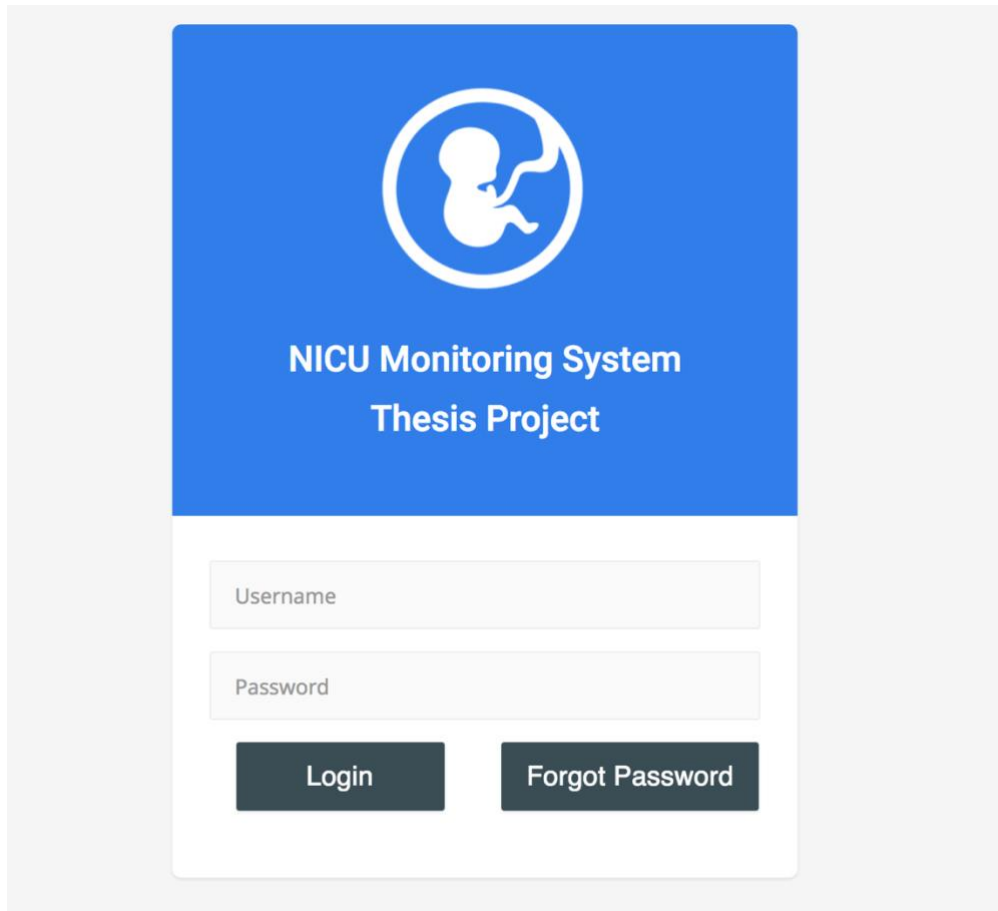 NICU Monitoring System
Thesis Project
Username
Password
Login
Forgot Password